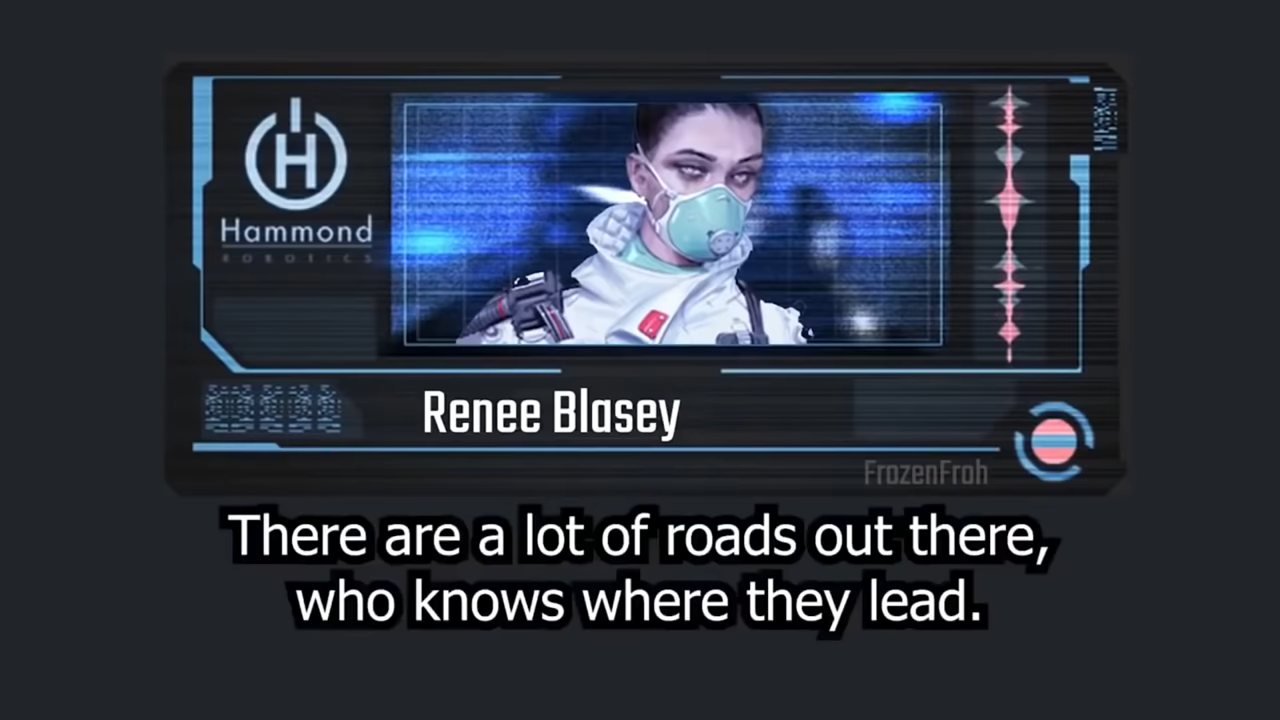 H
Hammond
ROBOTICS
Renee Blasey
FrozenFroh
There are a lot of roads out there,
who knows where they lead.